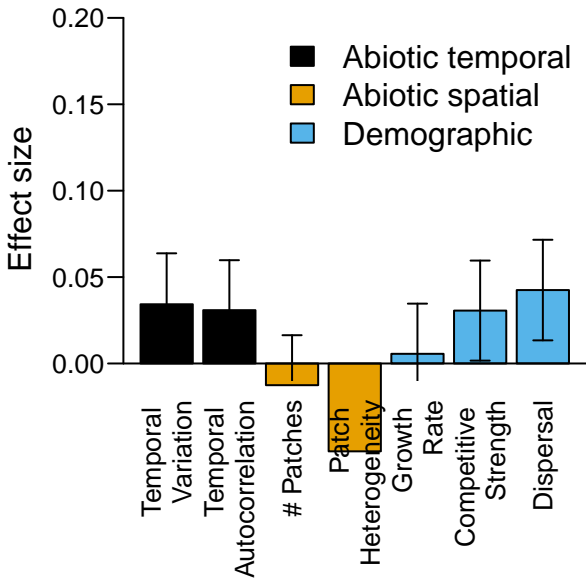 0.20
0.15
0.10
0.05
0.00
Effect size
Abiotic temporal
Abiotic spatial
Demographic
Temporal
Variation
Temporal
Autocorrelation
# Patches
Patch
Heterogeneity
Growth
Rate
Competitive
Strength
Dispersal